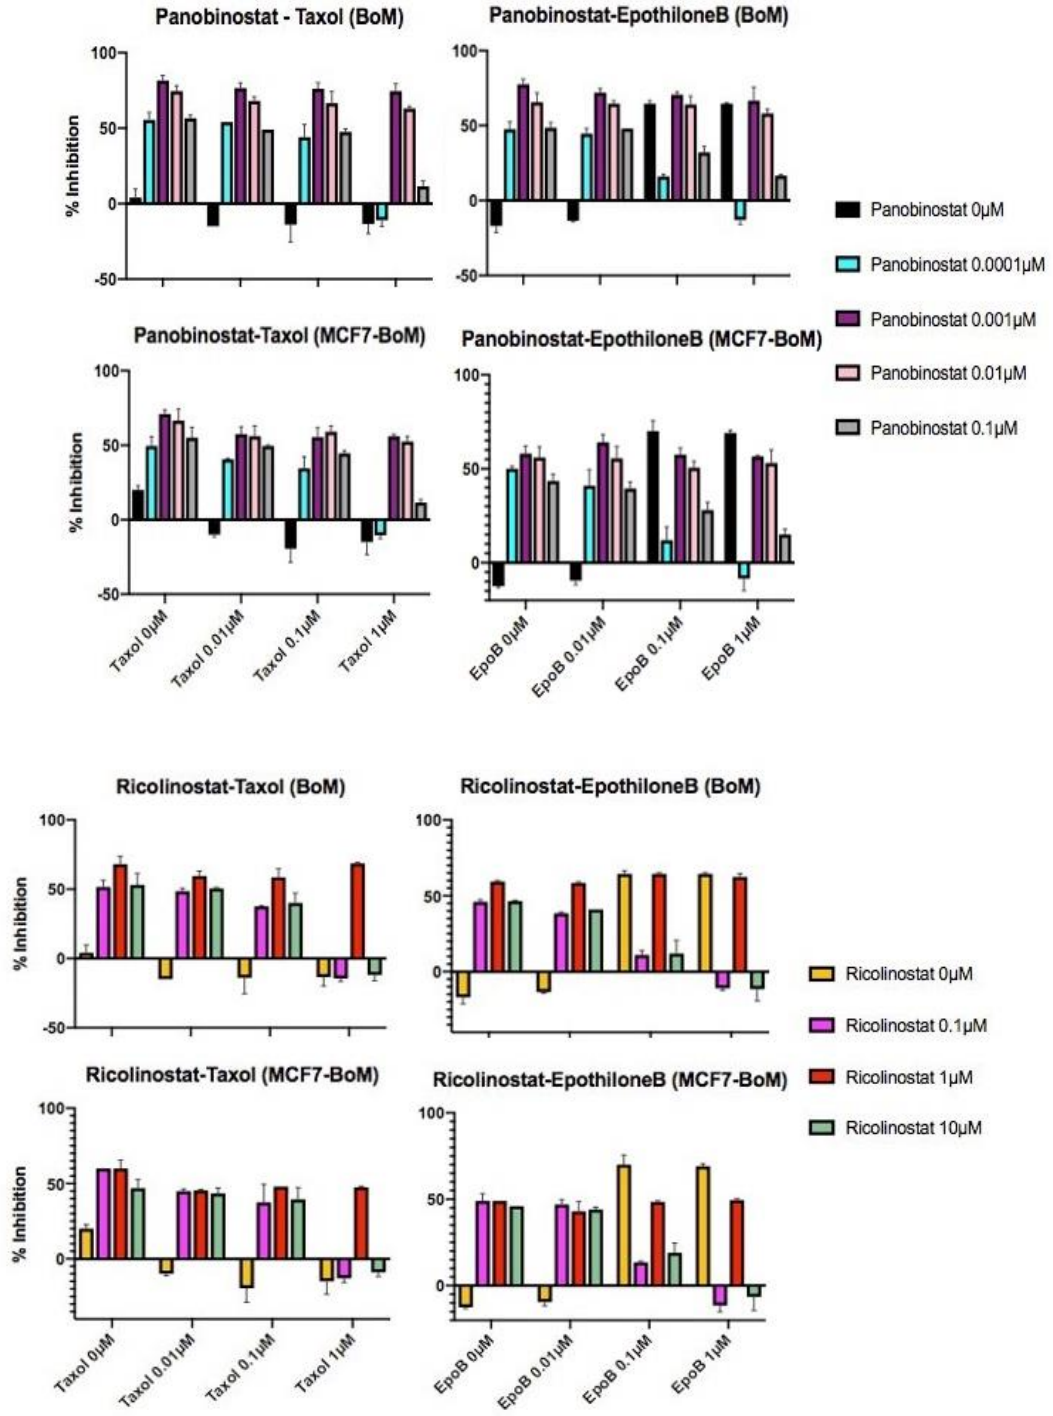 Panobinostat - Taxol (BoM)
Panobinostat-EpothiloneB (BoM)
% Inhibition
100
50
0
-50
100
50
0
-50
Panobinostat 0µM
Panobinostat 0.0001µM
Panobinostat 0.001µM
Panobinostat 0.01µM
Panobinostat 0.1µM
Panobinostat-Taxol (MCF7-BoM)
Panobinostat-EpothiloneB (MCF7-BoM)
% Inhibition
100
50
0
-50
100
50
0
Taxol 0µM
Taxol 0.01µM
Taxol 0.1µM
Taxol 1µM
EpoB 0µM
EpoB 0.01µM
EpoB 0.1µM
EpoB 1µM
Ricolinostat-Taxol (BoM)
Ricolinostat-EpothiloneB (BoM)
% Inhibition
100
50
0
-50
100
50
0
Ricolinostat 0µM
Ricolinostat 0.1µM
Ricolinostat 1µM
Ricolinostat 10µM
Ricolinostat-Taxol (MCF7-BoM)
Ricolinostat-EpothiloneB (MCF7-BoM)
% Inhibition
100
50
0
100
50
0
Taxol 0µM
Taxol 0.01µM
Taxol 0.1µM
Taxol 1µM
EpoB 0µM
EpoB 0.01µM
EpoB 0.1µM
EpoB 1µM